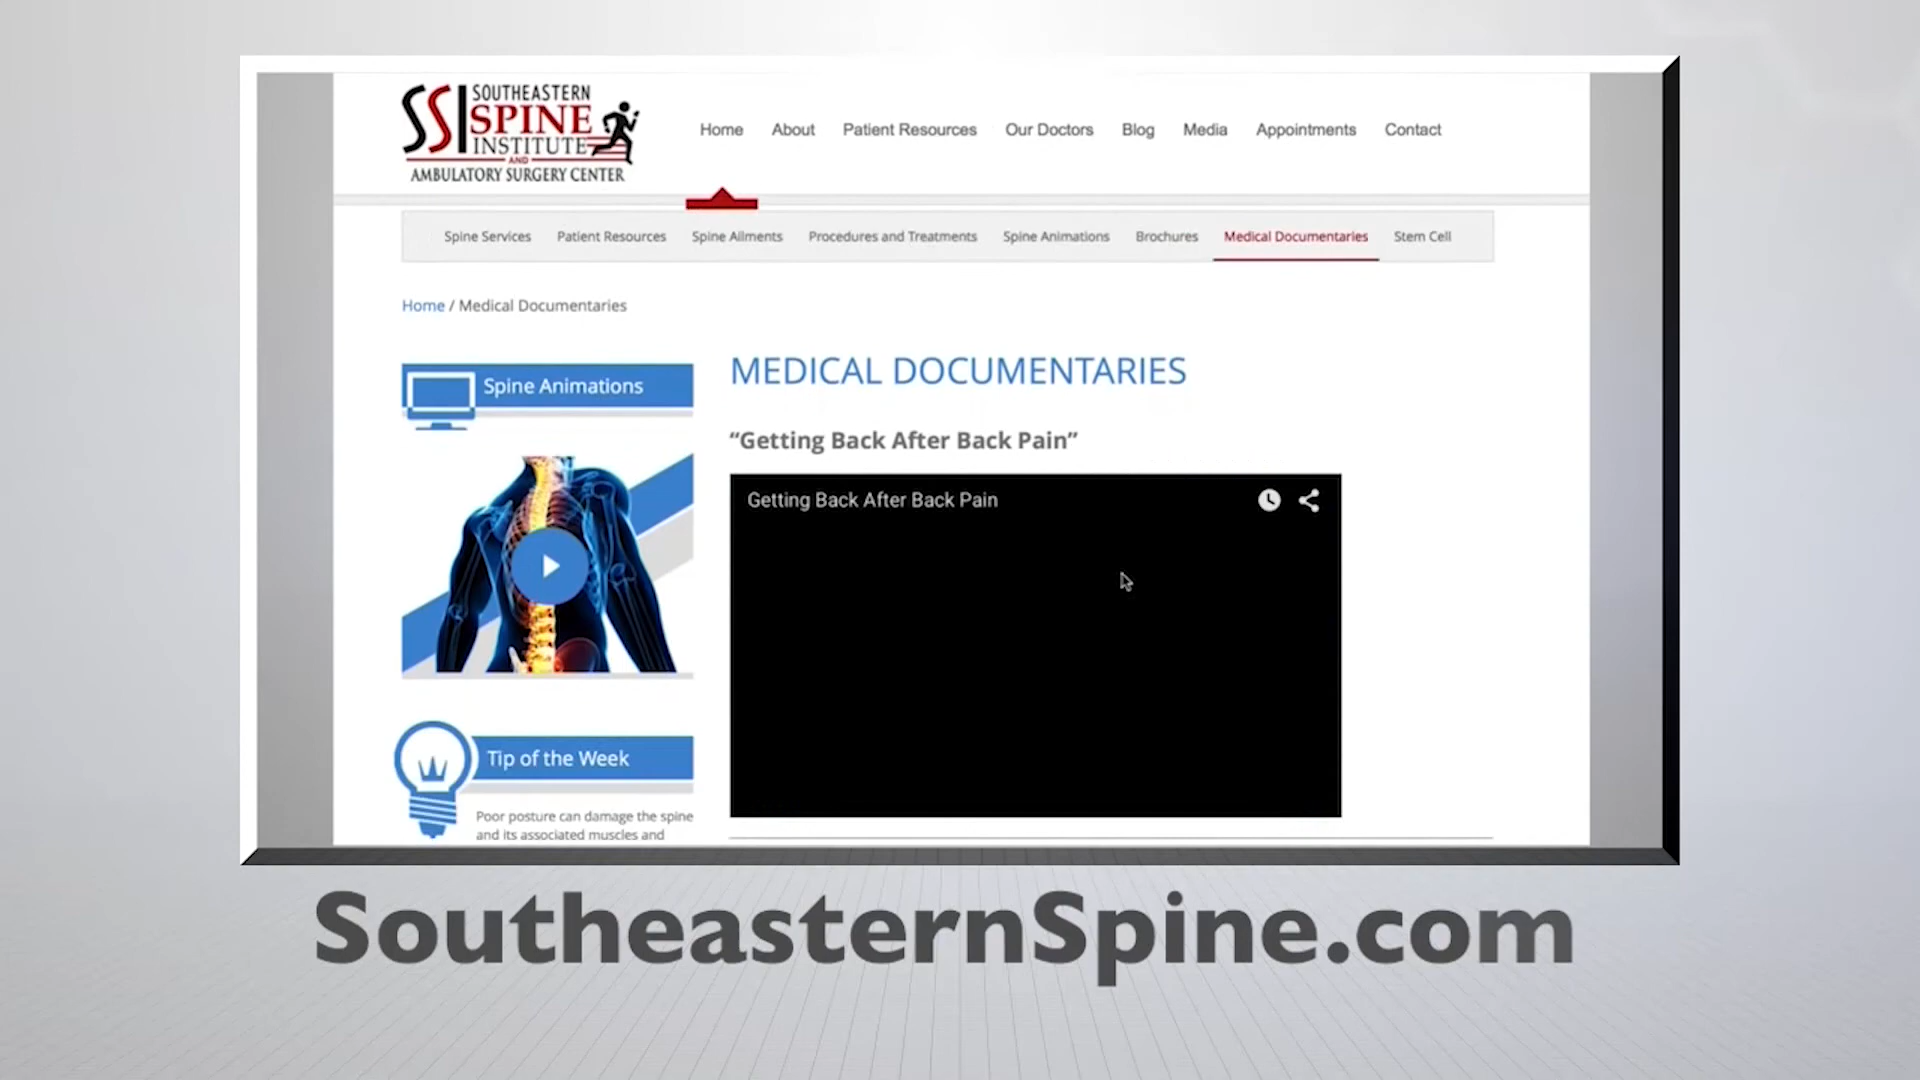 SSI SOUTHEASTERN
SPINE
INSTITUTE
AND
AMBULATORY SURGERY CENTER
Home About Patient Resources Our Doctors Blog Media Appointments Contact
Spine Services Patient Resources Spine Ailments Procedures and Treatments Spine Animations Brochures Medical Documentaries Stem Cell
Home / Medical Documentaries
Spine Animations
MEDICAL DOCUMENTARIES
“Getting Back After Back Pain”
Getting Back After Back Pain
Tip of the Week
Poor posture can damage the spine
and its associated muscles and
SoutheasternSpine.com